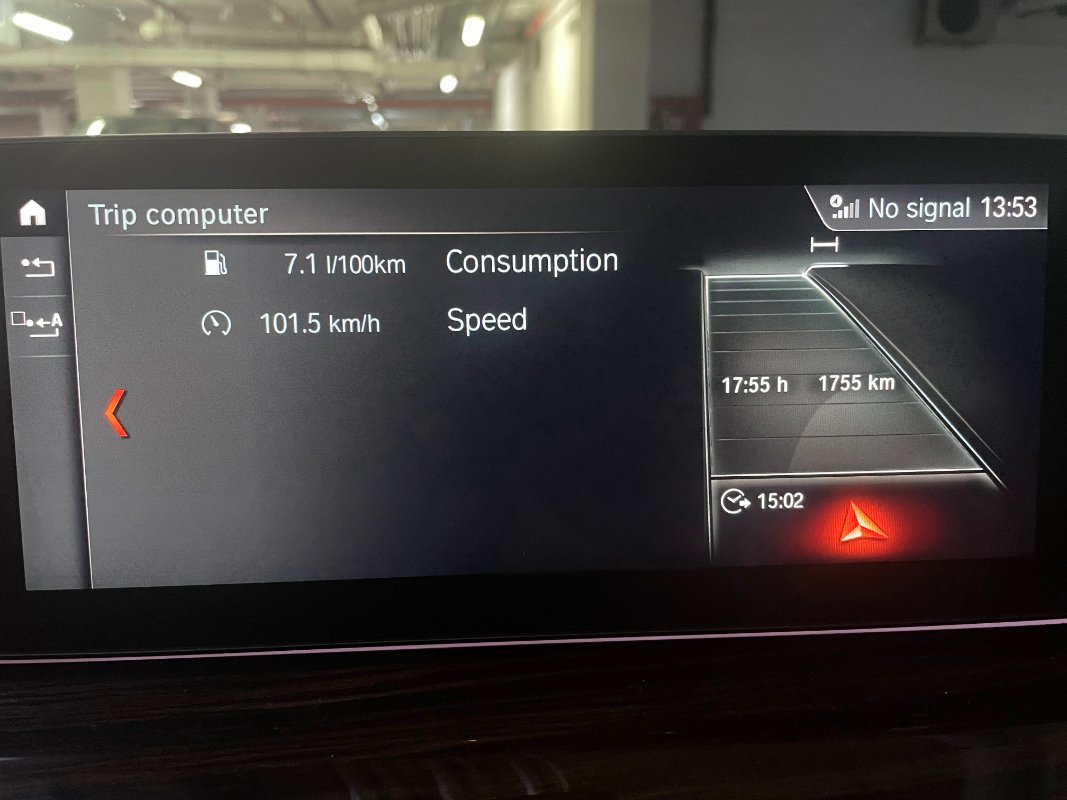 Trip computer
No signal 13:53
7.1 l/100km Consumption
101.5 km/h Speed
A
17:55 h 1755 km
15:02